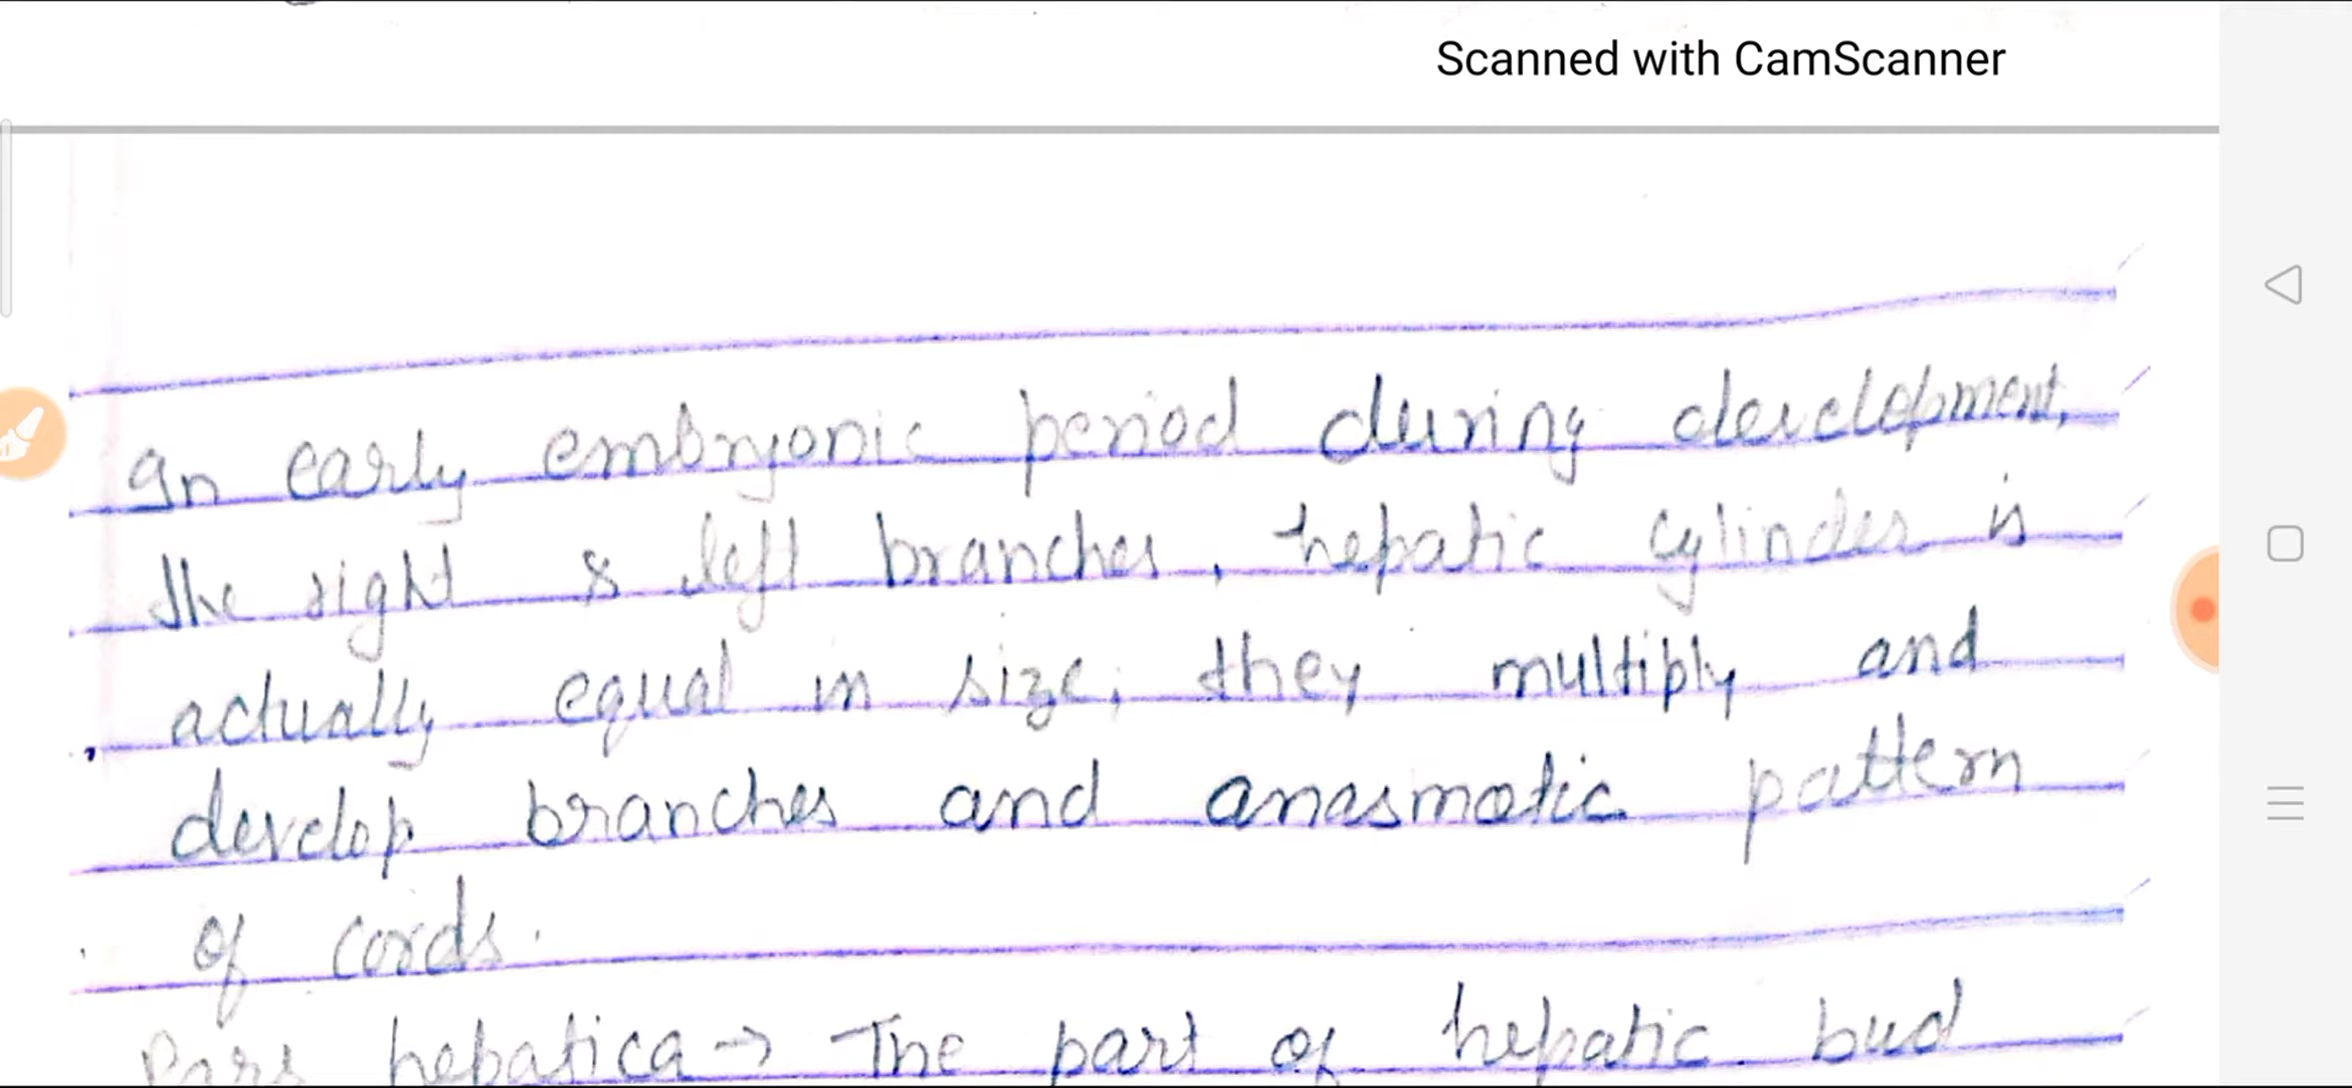 Scanned with CamScanner
In early embryonic period during development,
the right & left branches, hepatic cylinder is
actually equal in size; they multiply and
develop branches and anasmotic pattern
of cords.
Pars hepatica → The part of hepatic bud